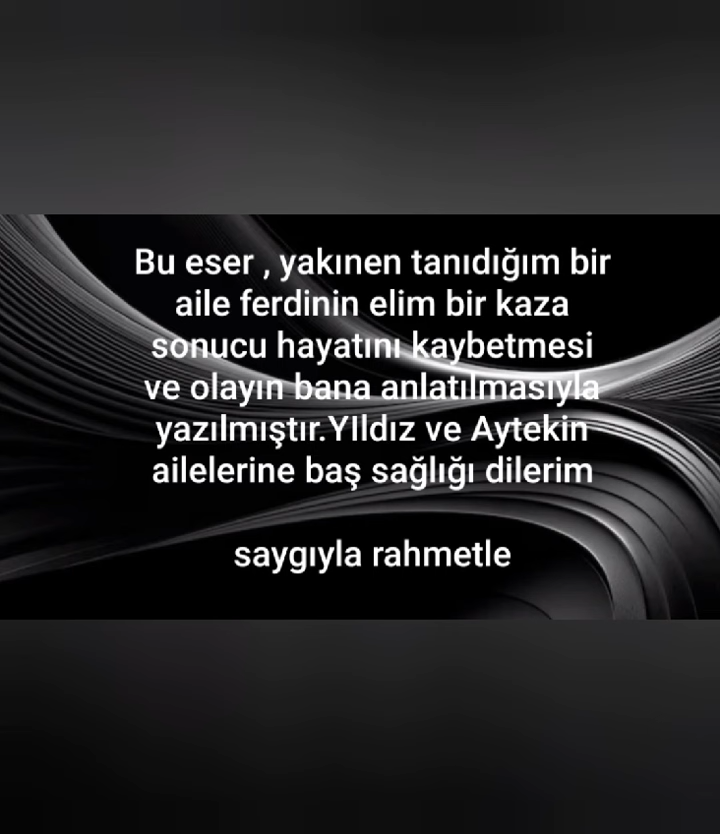 Bu eser , yakınen tanıdığım bir
aile ferdinin elim bir kaza
sonucu hayatını kaybetmesi
ve olayın bana anlatılmasıyla
yazılmıştır.YIldız ve Aytekin
ailelerine baş sağlığı dilerim
saygıyla rahmetle